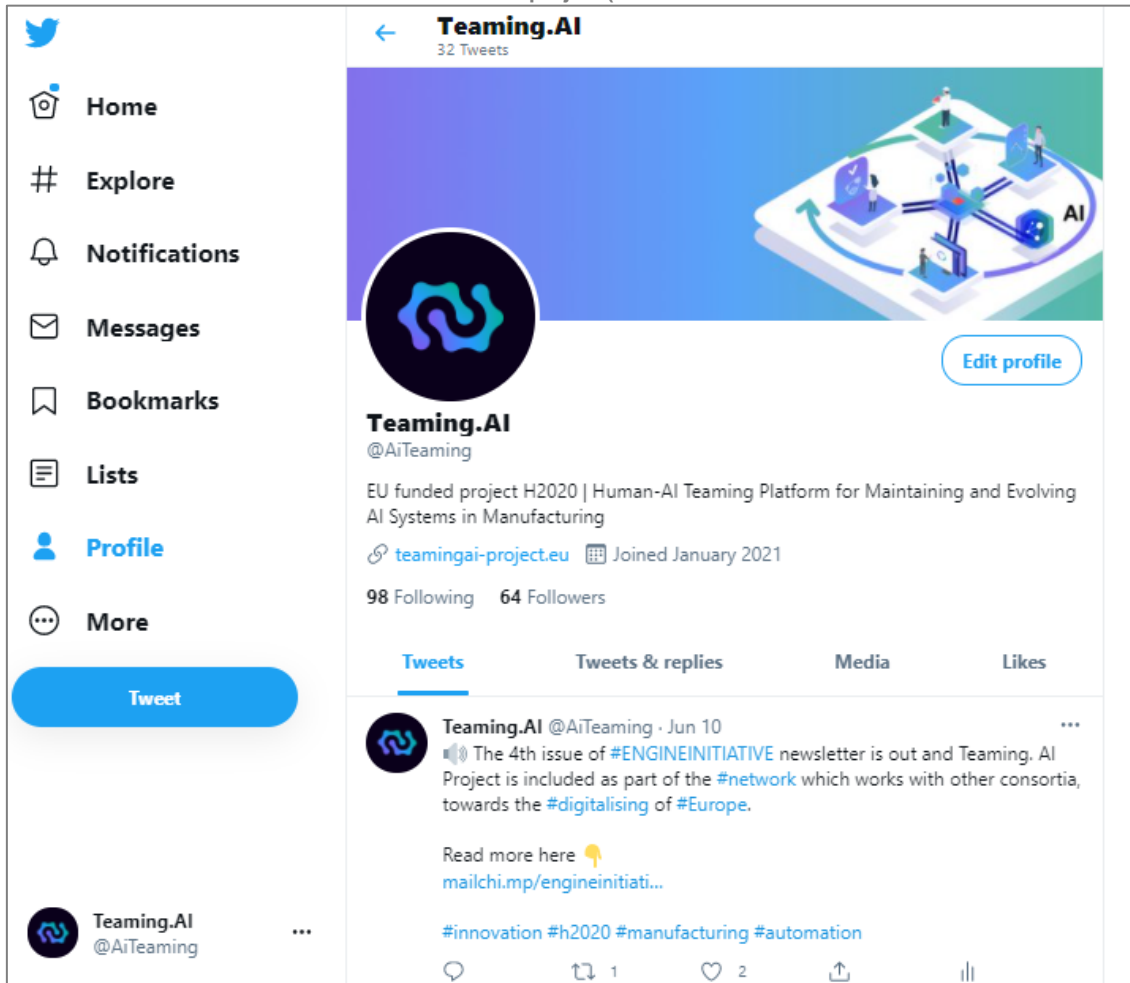 Teaming.AI
32 Tweets
Home
Explore
Notifications
Messages
Bookmarks
Lists
Profile
More
Tweet
Teaming.AI
@AiTeaming
AI
Edit profile
Teaming.AI
@AiTeaming
EU funded project H2020 | Human-AI Teaming Platform for Maintaining and Evolving
AI Systems in Manufacturing
teamingai-project.eu Joined January 2021
98 Following 64 Followers
Tweets Tweets & replies Media Likes
Teaming.AI @AiTeaming · Jun 10
The 4th issue of #ENGINEINITIATIVE newsletter is out and Teaming. AI
Project is included as part of the #network which works with other consortia,
towards the #digitalising of #Europe.
Read more here 👇
mailchi.mp/engineinitiati...
#innovation #h2020 #manufacturing #automation
1 2